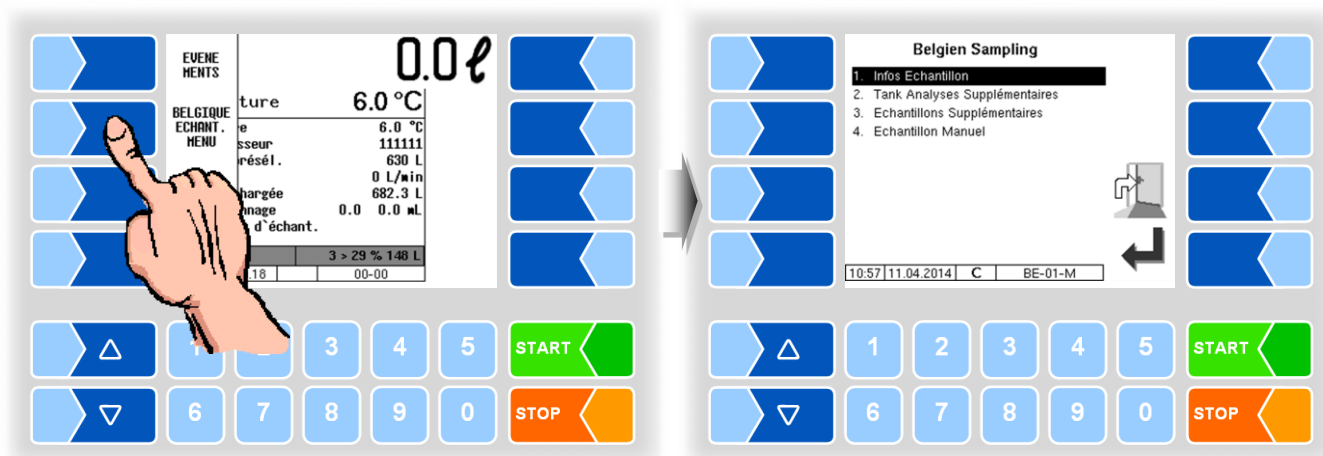 EVENE
MENTS
0.0 ℓ
BELGIQUE
ECHANT.
MENU
ture 6.0 °C
e 6.0 °C
sseur 111111
résél. 630 L
0 L/min
hargée 682.3 L
nnage 0.0 0.0 mL
d`échant.
3 > 29 % 148 L
.18 00-00
1 2 3 4 5 START
6 7 8 9 0 STOP
Belgien Sampling
1. Infos Echantillon
2. Tank Analyses Supplémentaires
3. Echantillons Supplémentaires
4. Echantillon Manuel
10:57 11.04.2014 C BE-01-M
1 2 3 4 5 START
6 7 8 9 0 STOP